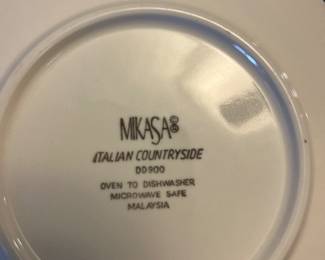 MIKASA
ITALIAN COUNTRYSIDE
DD900
OVEN TO DISHWASHER
MICROWAVE SAFE
MALAYSIA